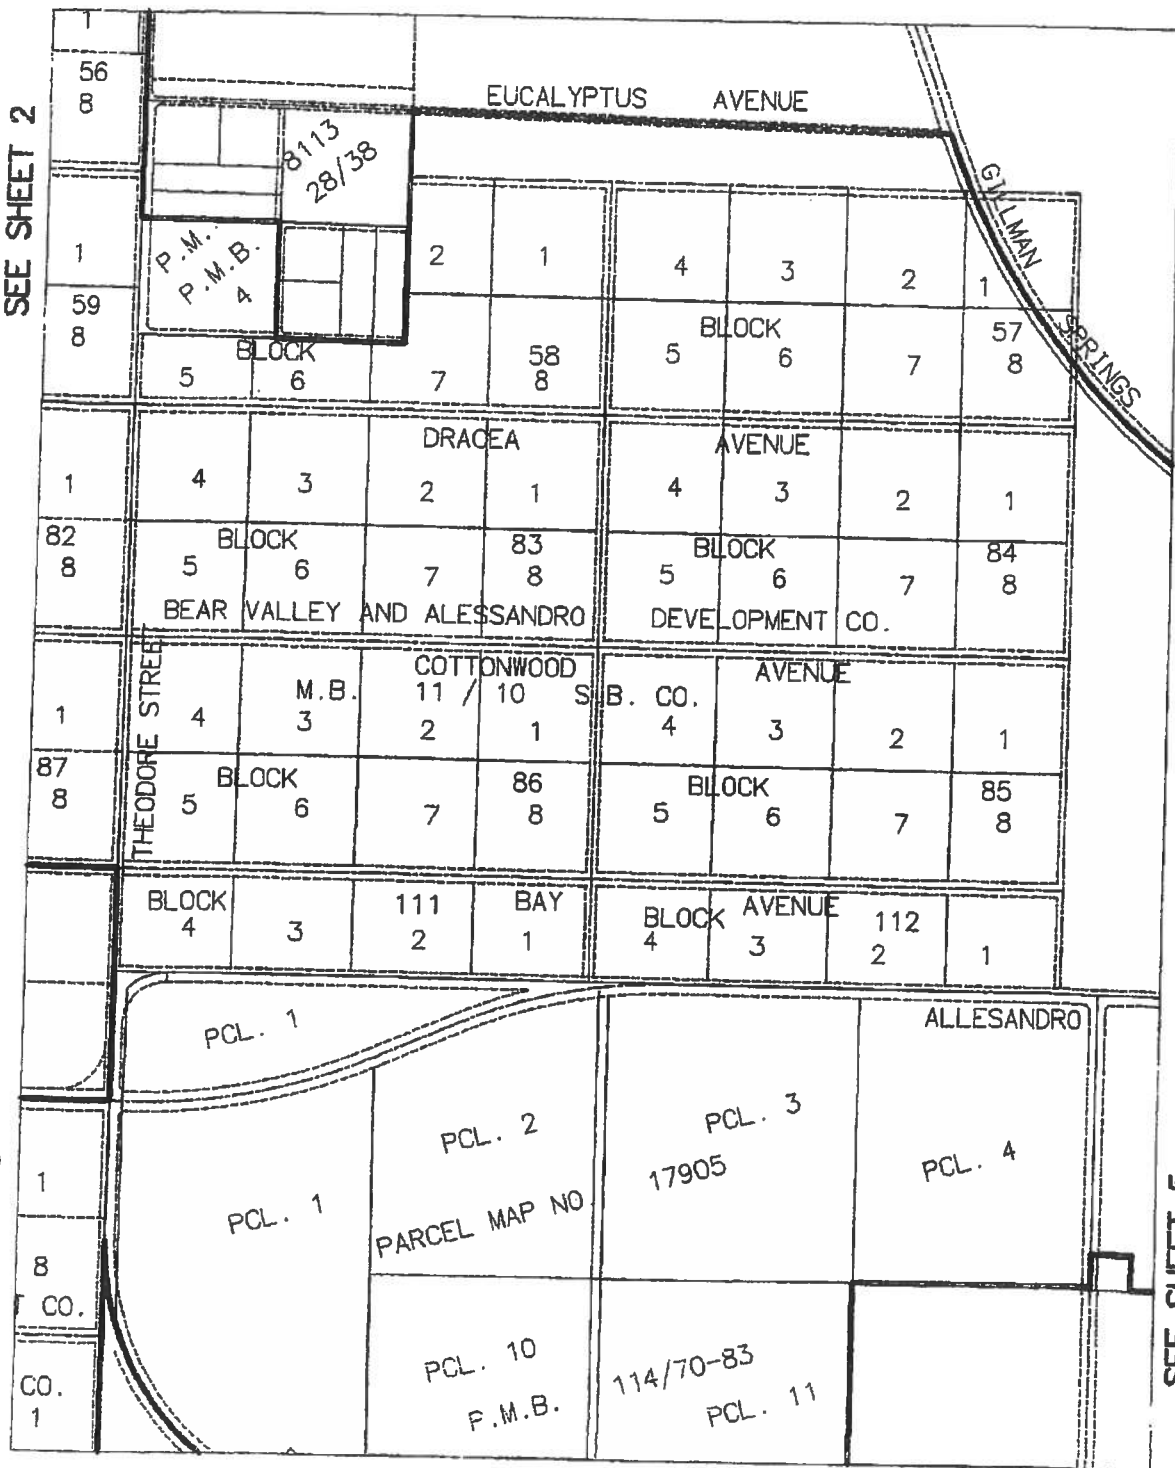 1
56
8
SEE SHEET 2
EUCALYPTUS AVENUE
8113
28/38
GILLMAN
SPRINGS
P.M.
P.M.B.
4
1
59
8
2 1 4 3 2 1
BLOCK 58 BLOCK 57
5 6 7 8 5 6 7 8
DRACEA AVENUE
1 4 3 2 1 4 3 2 1
82 BLOCK 83 BLOCK 84
8 5 6 7 8 5 6 7 8
BEAR VALLEY AND ALESSANDRO DEVELOPMENT CO.
THEODORE STREET
COTTONWOOD AVENUE
M.B. 11 / 10 S.B. CO.
1 4 3 2 1 4 3 2 1
87 BLOCK 86 BLOCK 85
8 5 6 7 8 5 6 7 8
BLOCK 111 BAY BLOCK AVENUE 112
4 3 2 1 4 3 2 1
ALLESANDRO
PCL. 1
PCL. 2
PCL. 3
17905
PCL. 4
PCL. 1
PARCEL MAP NO
1
8
CO.
CO.
1
PCL. 10
P.M.B.
114/70-83
PCL. 11
SEE SHEET